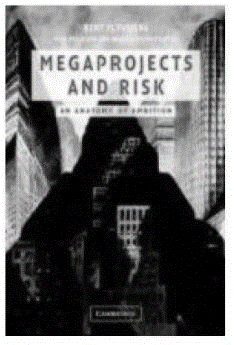 BENT FLYVBJERG
MEGAPROJECTS
AND RISK
AN ANATOMY OF AMBITION
CAMBRIDGE